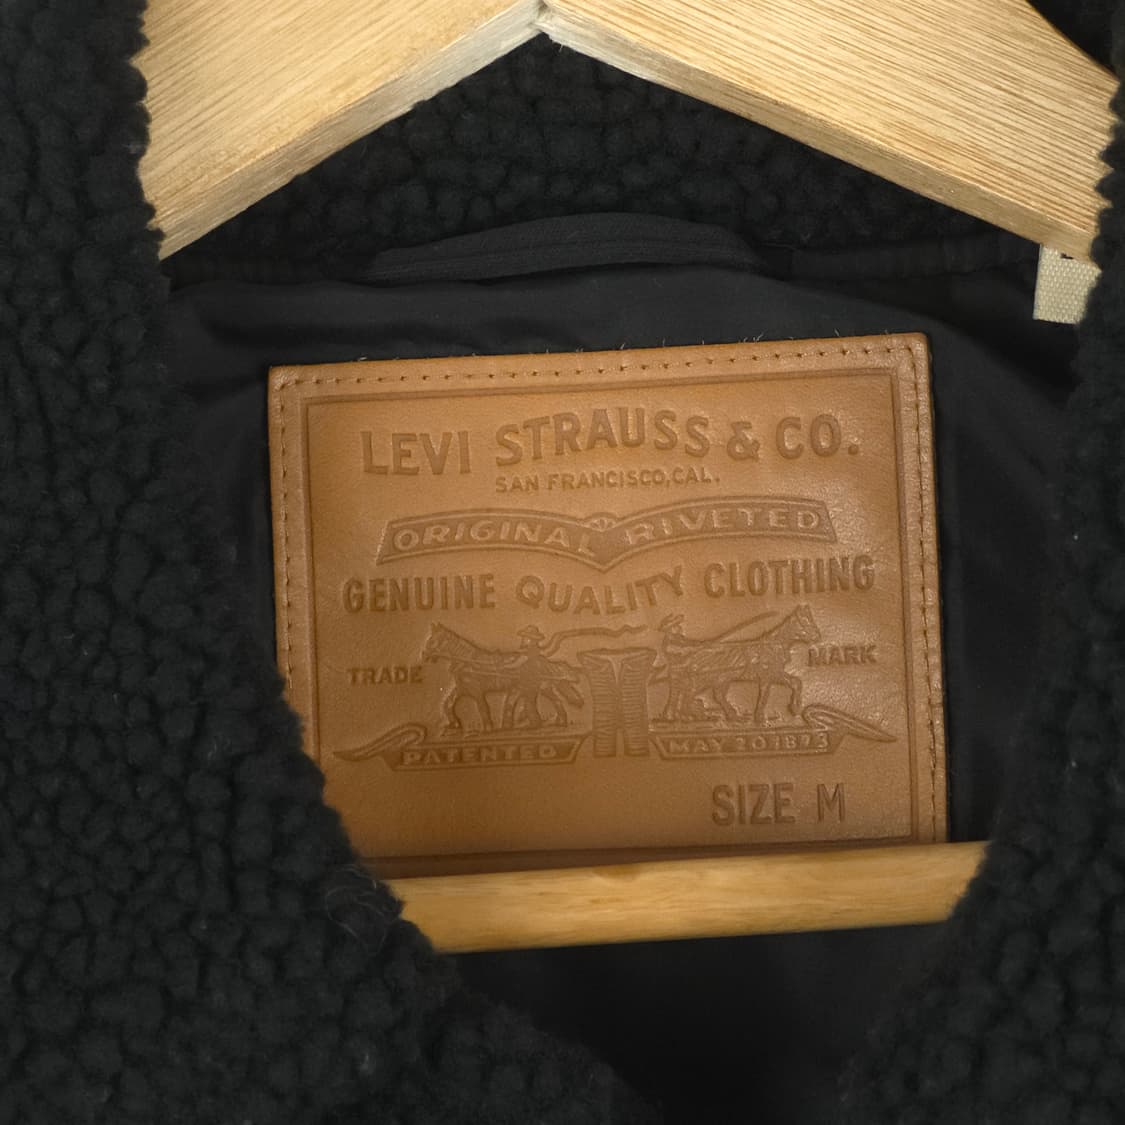 LEVI STRAUSS & CO.
SAN FRANCISCO, CAL.
ORIGINAL RIVETED
GENUINE QUALITY CLOTHING
TRADE MARK
PATENTED MAY 20 1873
SIZE M